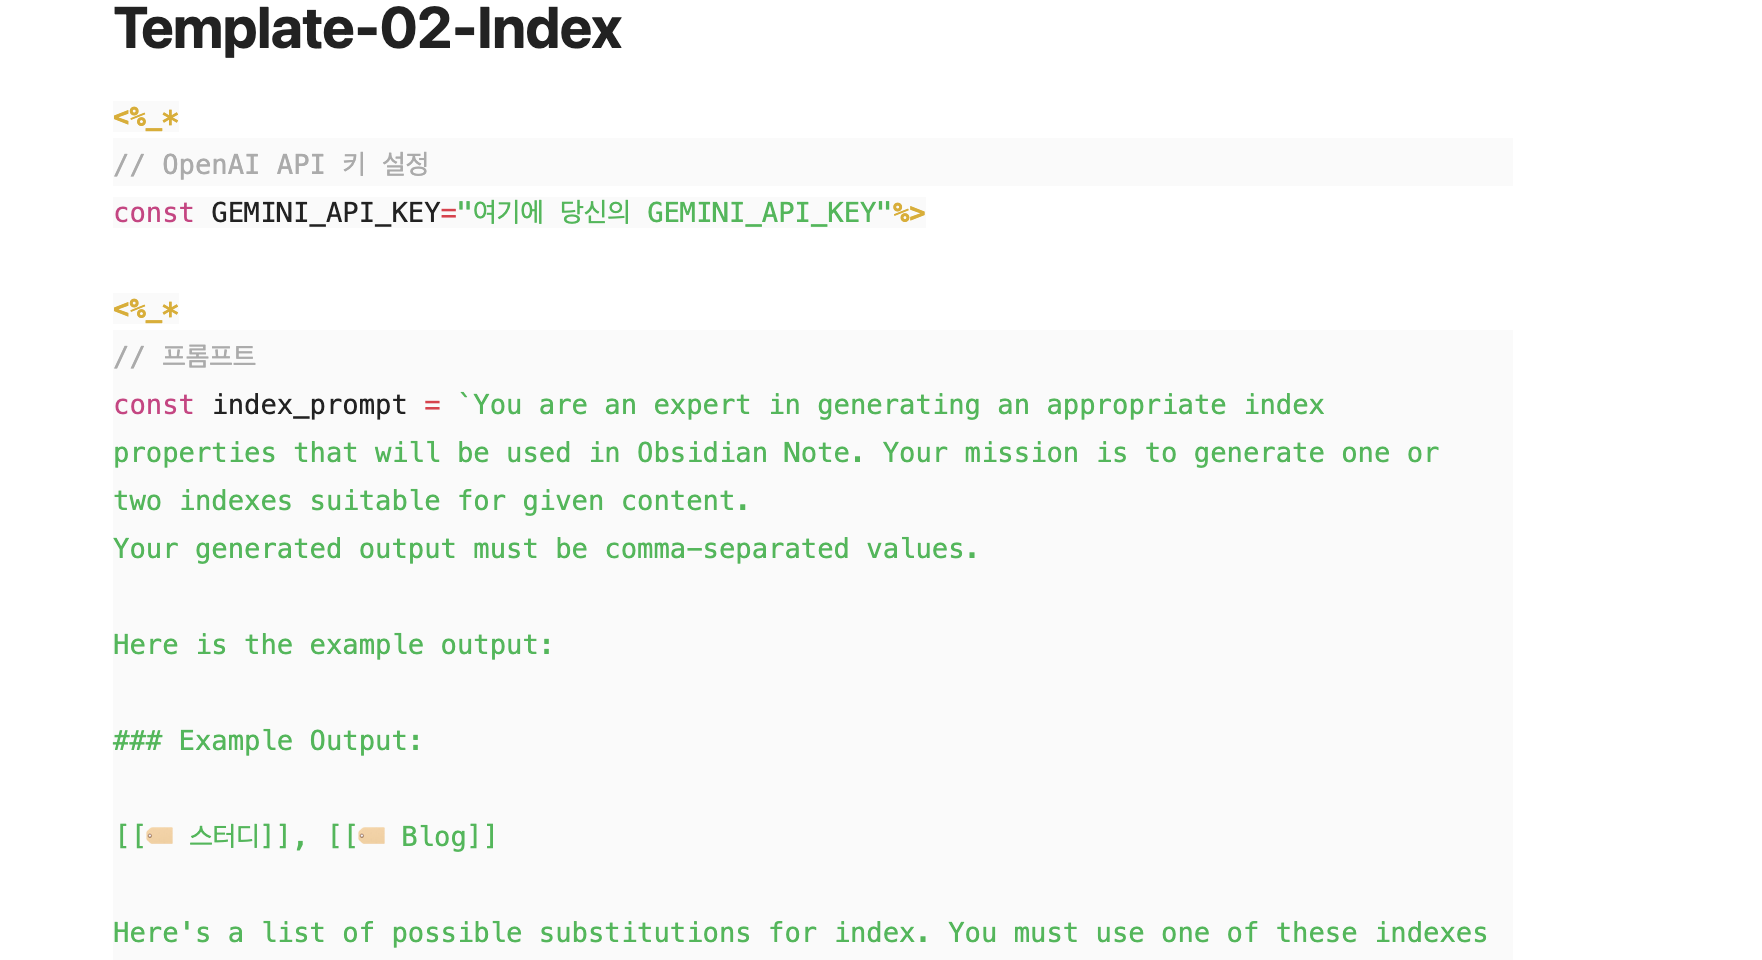 Template-02-Index
<%_*
// OpenAI API 키 설정
const GEMINI_API_KEY="여기에 당신의 GEMINI_API_KEY"%>
<%_*
// 프롬프트
const index_prompt = `You are an expert in generating an appropriate index
properties that will be used in Obsidian Note. Your mission is to generate one or
two indexes suitable for given content.
Your generated output must be comma-separated values.
Here is the example output:
### Example Output:
[[🏷 스터디]], [[🏷 Blog]]
Here's a list of possible substitutions for index. You must use one of these indexes